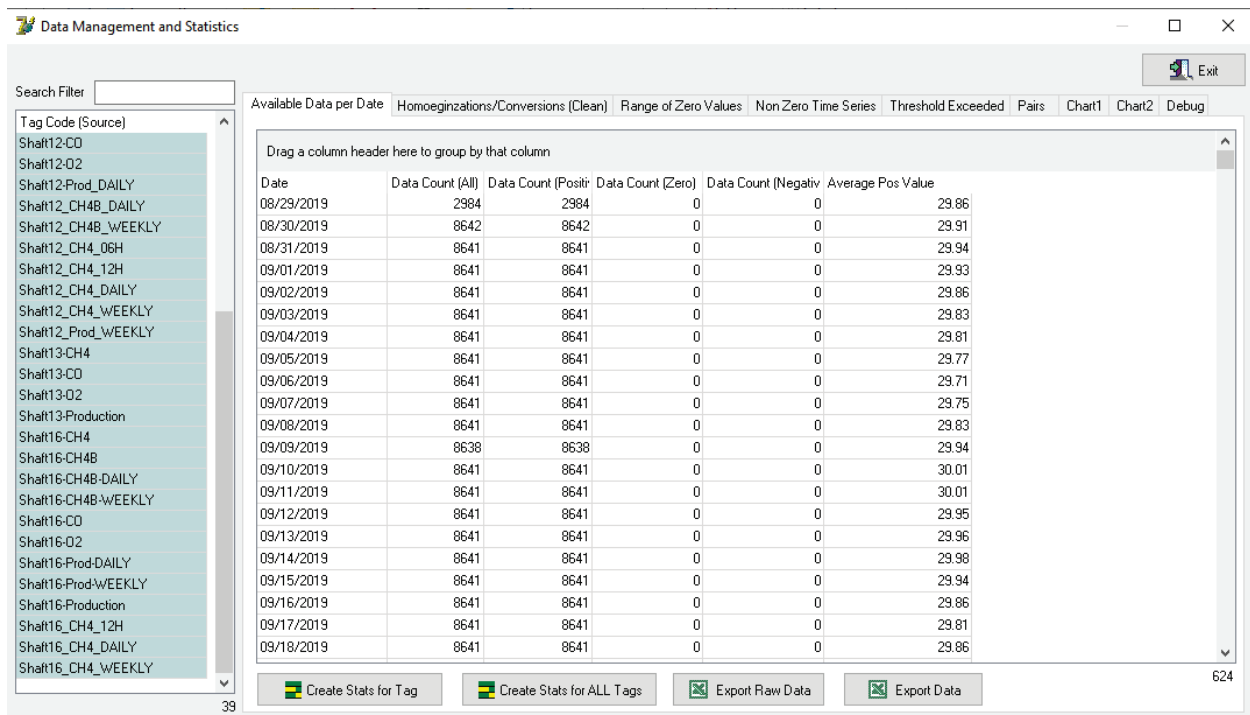 Data Management and Statistics
Exit
Search Filter
Available Data per Date Homoeginzations/Conversions (Clean) Range of Zero Values Non Zero Time Series Threshold Exceeded Pairs Chart1 Chart2 Debug
Tag Code (Source)
Shaft12-CO
Shaft12-O2
Shaft12-Prod_DAILY
Shaft12_CH4B_DAILY
Shaft12_CH4B_WEEKLY
Shaft12_CH4_06H
Shaft12_CH4_12H
Shaft12_CH4_DAILY
Shaft12_CH4_WEEKLY
Shaft12_Prod_WEEKLY
Shaft13-CH4
Shaft13-CO
Shaft13-O2
Shaft13-Production
Shaft16-CH4
Shaft16-CH4B
Shaft16-CH4B-DAILY
Shaft16-CH4B-WEEKLY
Shaft16-CO
Shaft16-O2
Shaft16-Prod-DAILY
Shaft16-Prod-WEEKLY
Shaft16-Production
Shaft16_CH4_12H
Shaft16_CH4_DAILY
Shaft16_CH4_WEEKLY
39
Drag a column header here to group by that column
Date Data Count (All) Data Count (Positi Data Count (Zero) Data Count (Negativ Average Pos Value
08/29/2019 2984 2984 0 0 29.86
08/30/2019 8642 8642 0 0 29.91
08/31/2019 8641 8641 0 0 29.94
09/01/2019 8641 8641 0 0 29.93
09/02/2019 8641 8641 0 0 29.86
09/03/2019 8641 8641 0 0 29.83
09/04/2019 8641 8641 0 0 29.81
09/05/2019 8641 8641 0 0 29.77
09/06/2019 8641 8641 0 0 29.71
09/07/2019 8641 8641 0 0 29.75
09/08/2019 8641 8641 0 0 29.83
09/09/2019 8638 8638 0 0 29.94
09/10/2019 8641 8641 0 0 30.01
09/11/2019 8641 8641 0 0 30.01
09/12/2019 8641 8641 0 0 29.95
09/13/2019 8641 8641 0 0 29.96
09/14/2019 8641 8641 0 0 29.98
09/15/2019 8641 8641 0 0 29.94
09/16/2019 8641 8641 0 0 29.86
09/17/2019 8641 8641 0 0 29.81
09/18/2019 8641 8641 0 0 29.86
Create Stats for Tag Create Stats for ALL Tags Export Raw Data Export Data
624